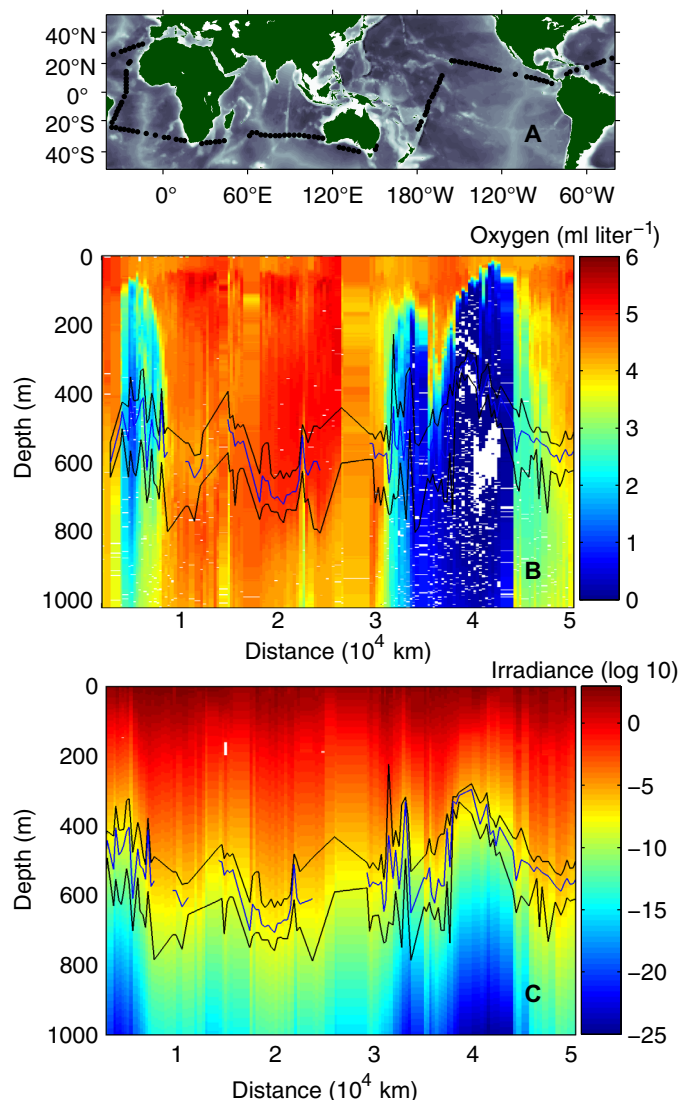 40°N
20°N
0°
20°S
40°S
A
0° 60°E 120°E 180°W 120°W 60°W
Oxygen (ml liter⁻¹)
0
200
400
600
800
1000
Depth (m)
B
6
5
4
3
2
1
0
1 2 3 4 5
Distance (10⁴ km)
Irradiance (log 10)
0
200
400
600
800
1000
Depth (m)
C
0
−5
−10
−15
−20
−25
1 2 3 4 5
Distance (10⁴ km)